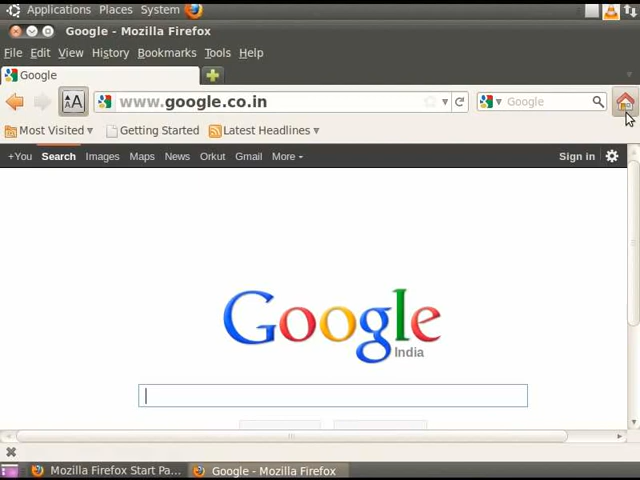 Applications Places System
Google - Mozilla Firefox
File Edit View History Bookmarks Tools Help
Google
AA www.google.co.in Google
Most Visited Getting Started Latest Headlines
+You Search Images Maps News Orkut Gmail More Sign in
Google
India
Mozilla Firefox Start Pa... Google - Mozilla Firefox